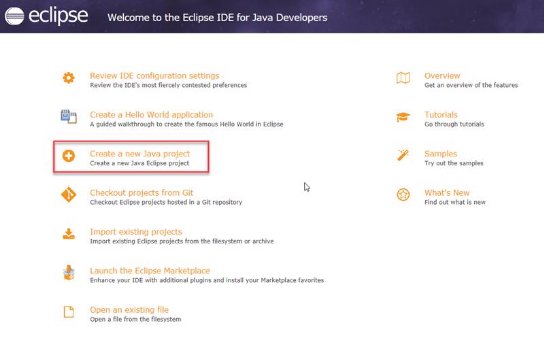 eclipse Welcome to the Eclipse IDE for Java Developers
Review IDE configuration settings
Review the IDE's most fiercely contested preferences
Create a Hello World application
A guided walkthrough to create the famous Hello World in Eclipse
Create a new Java project
Create a new Java Eclipse project
Checkout projects from Git
Checkout Eclipse projects hosted in a Git repository
Import existing projects
Import existing Eclipse projects from the filesystem or archive
Launch the Eclipse Marketplace
Enhance your IDE with additional plugins and install your Marketplace favorites
Open an existing file
Open a file from the filesystem
Overview
Get an overview of the features
Tutorials
Go through tutorials
Samples
Try out the samples
What's New
Find out what is new